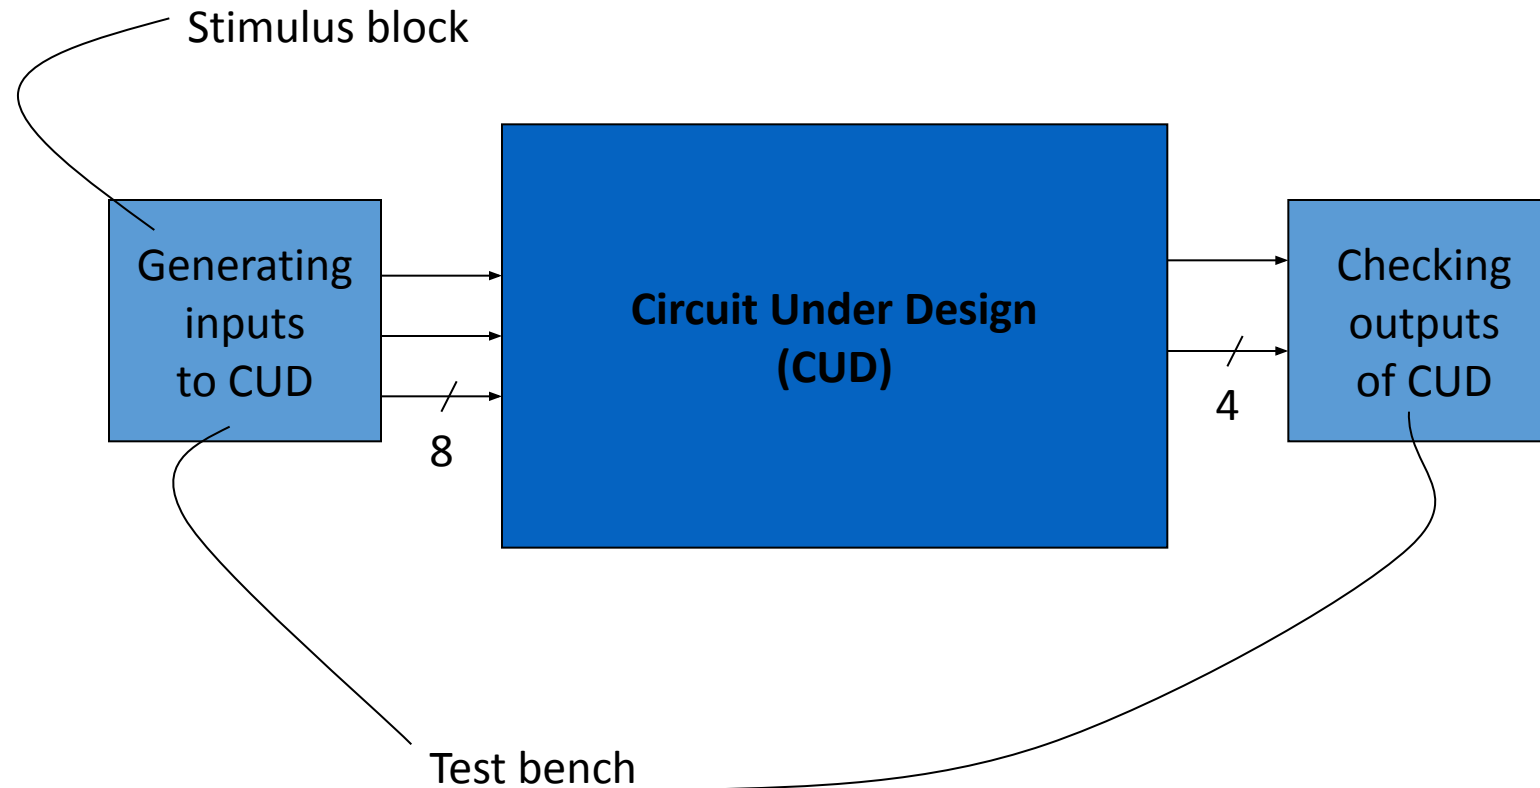 Stimulus block
Generating
inputs
to CUD
8
Circuit Under Design
(CUD)
4
Checking
outputs
of CUD
Test bench